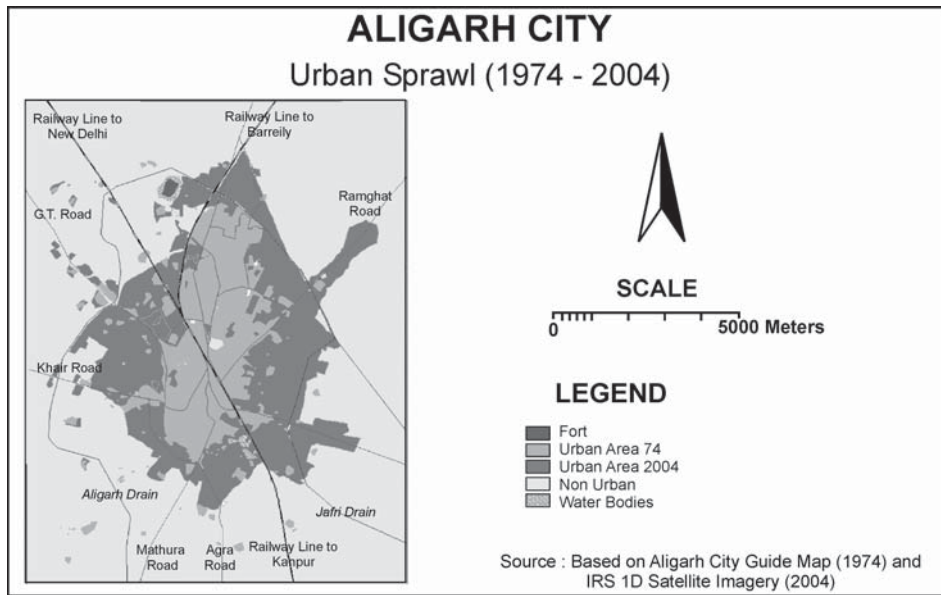 ALIGARH CITY
Urban Sprawl (1974 - 2004)
Railway Line to
New Delhi
Railway Line to
Barreily
Ramghat
Road
G.T. Road
Khair Road
Aligarh Drain
Jafri Drain
Mathura
Road
Agra
Road
Railway Line to
Kanpur
SCALE
0 5000 Meters
LEGEND
Fort
Urban Area 74
Urban Area 2004
Non Urban
Water Bodies
Source : Based on Aligarh City Guide Map (1974) and
IRS 1D Satellite Imagery (2004)